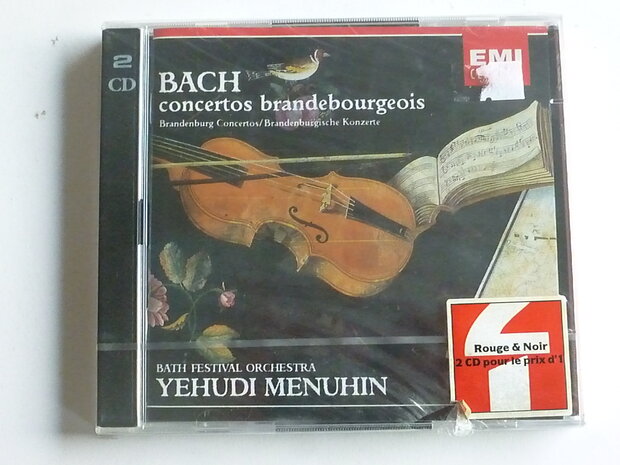 2
CD
EMI
BACH
concertos brandebourgeois
Brandenburg Concertos/Brandenburgische Konzerte
Rouge & Noir
2 CD pour le prix d'1
BATH FESTIVAL ORCHESTRA
YEHUDI MENUHIN